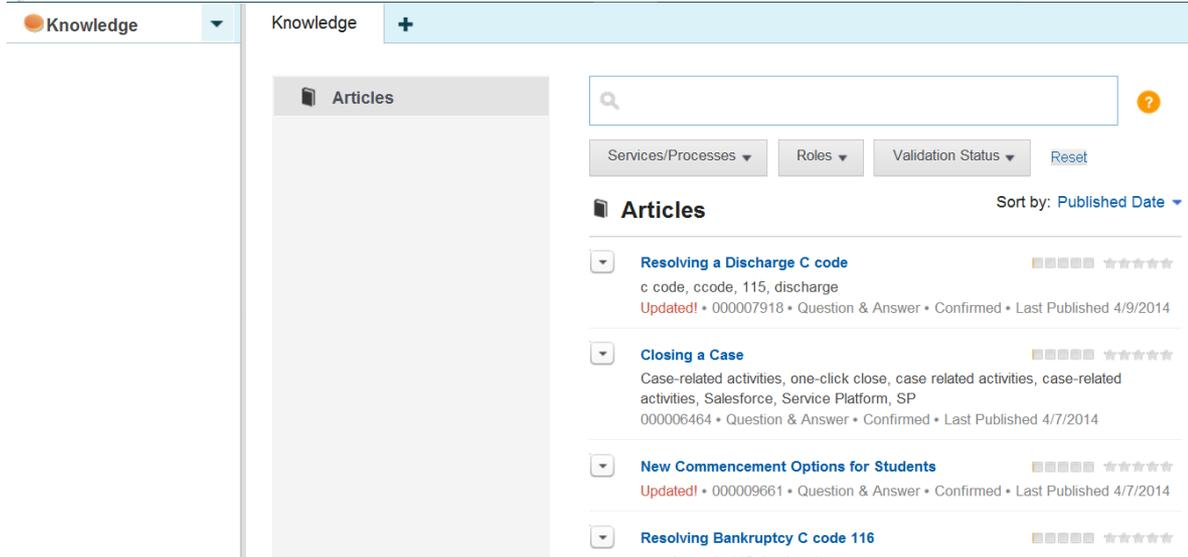 Knowledge
Knowledge
Articles
?
Services/Processes
Roles
Validation Status
Reset
Articles
Sort by: Published Date
Resolving a Discharge C code
c code, ccode, 115, discharge
Updated! • 000007918 • Question & Answer • Confirmed • Last Published 4/9/2014
Closing a Case
Case-related activities, one-click close, case related activities, case-related
activities, Salesforce, Service Platform, SP
000006464 • Question & Answer • Confirmed • Last Published 4/7/2014
New Commencement Options for Students
Updated! • 000009661 • Question & Answer • Confirmed • Last Published 4/7/2014
Resolving Bankruptcy C code 116